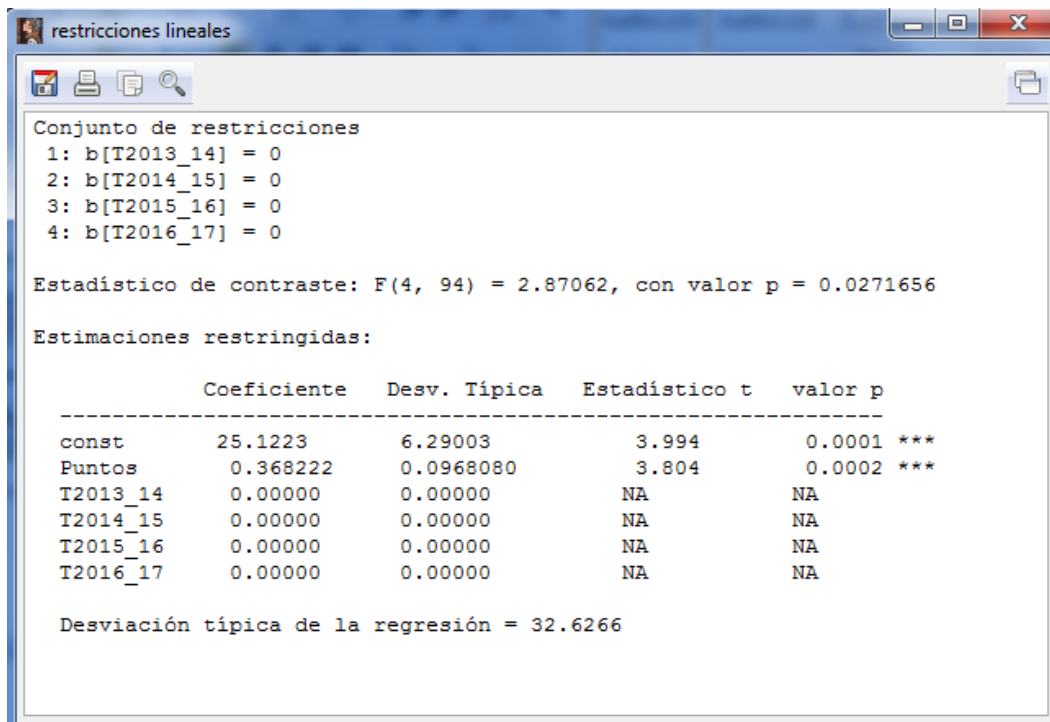 restricciones lineales
Conjunto de restricciones
1: b[T2013_14] = 0
2: b[T2014_15] = 0
3: b[T2015_16] = 0
4: b[T2016_17] = 0
Estadístico de contraste: F(4, 94) = 2.87062, con valor p = 0.0271656
Estimaciones restringidas:
Coeficiente Desv. Típica Estadístico t valor p
---------------------------------------------------------------
const 25.1223 6.29003 3.994 0.0001 ***
Puntos 0.368222 0.0968080 3.804 0.0002 ***
T2013_14 0.00000 0.00000 NA NA
T2014_15 0.00000 0.00000 NA NA
T2015_16 0.00000 0.00000 NA NA
T2016_17 0.00000 0.00000 NA NA
Desviación típica de la regresión = 32.6266